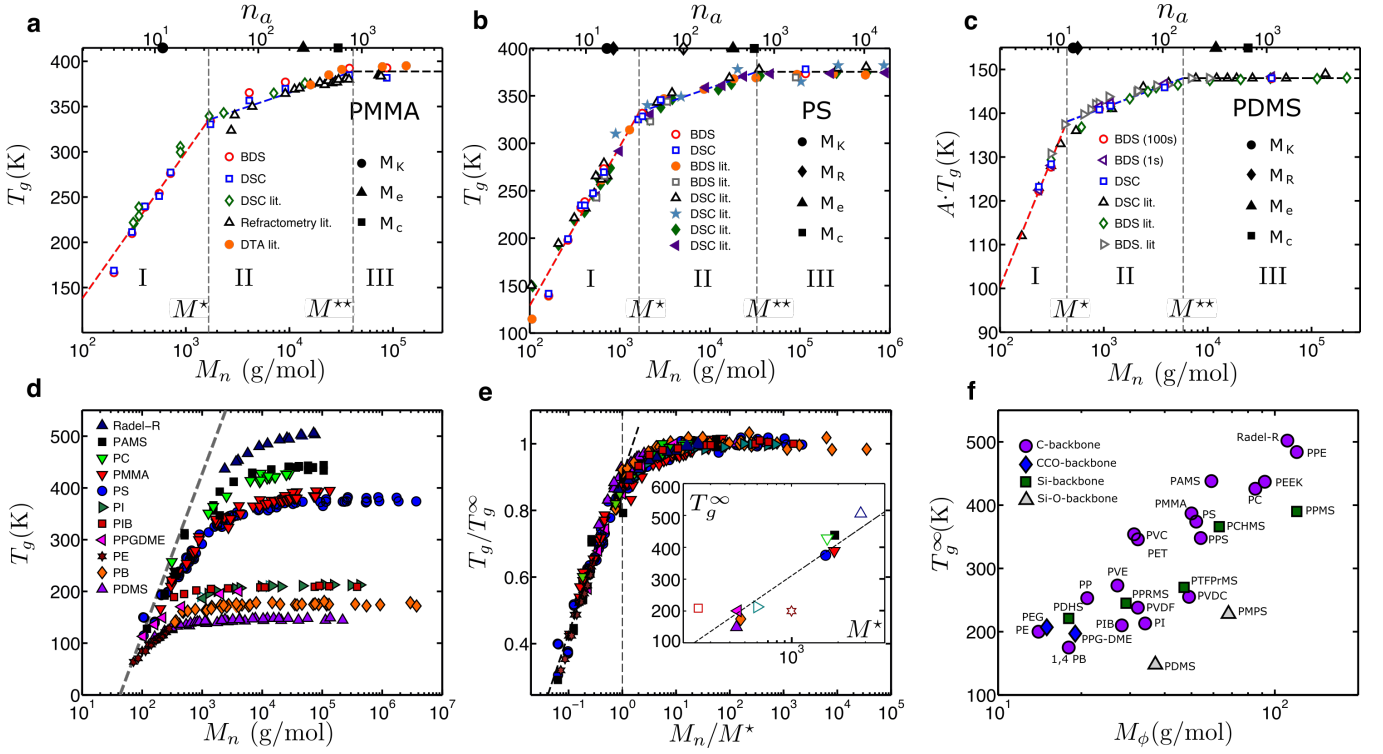 a
n_a
10^1
10^2
10^3
T_g(K)
400
350
300
250
200
150
100
PMMA
BDS
DSC
DSC lit.
Refractometry lit.
DTA lit.
M_K
M_e
M_c
I
II
III
M^⋆
M^⋆⋆
10^2
10^3
10^4
10^5
M_n (g/mol)
b
n_a
10^1
10^2
10^3
10^4
T_g(K)
400
350
300
250
200
150
100
PS
BDS
DSC
BDS lit.
BDS lit.
DSC lit.
DSC lit.
DSC lit.
DSC lit.
M_K
M_R
M_e
M_c
I
II
III
M^⋆
M^⋆⋆
10^2
10^3
10^4
10^5
10^6
M_n (g/mol)
c
n_a
10^1
10^2
10^3
A·T_g(K)
150
140
130
120
110
100
90
PDMS
BDS (100s)
BDS (1s)
DSC
DSC lit.
BDS lit.
BDS. lit
M_K
M_R
M_e
M_c
I
II
III
M^⋆
M^⋆⋆
10^2
10^3
10^4
10^5
M_n (g/mol)
d
T_g(K)
500
450
400
350
300
250
200
150
100
0
Radel-R
PAMS
PC
PMMA
PS
PI
PIB
PPGDME
PE
PB
PDMS
10^1
10^2
10^3
10^4
10^5
10^6
10^7
M_n (g/mol)
e
T_g/T_g^∞
1
0.8
0.6
0.4
T_g^∞
600
500
400
300
200
100
10^3
M^⋆
10^−1
10^0
10^1
10^2
10^3
10^4
10^5
M_n/M^⋆
f
T_g^∞(K)
500
400
300
200
100
C-backbone
CCO-backbone
Si-backbone
Si-O-backbone
Radel-R
PPE
PAMS
PEEK
PC
PMMA
PS
PPMS
PCHMS
PVC
PPS
PET
PVE
PTFPrMS
PP
PPRMS
PVDC
PDHS
PVDF
PMPS
PEG
PIB
PI
PE
PPG-DME
1,4 PB
PDMS
10^1
10^2
M_ϕ(g/mol)